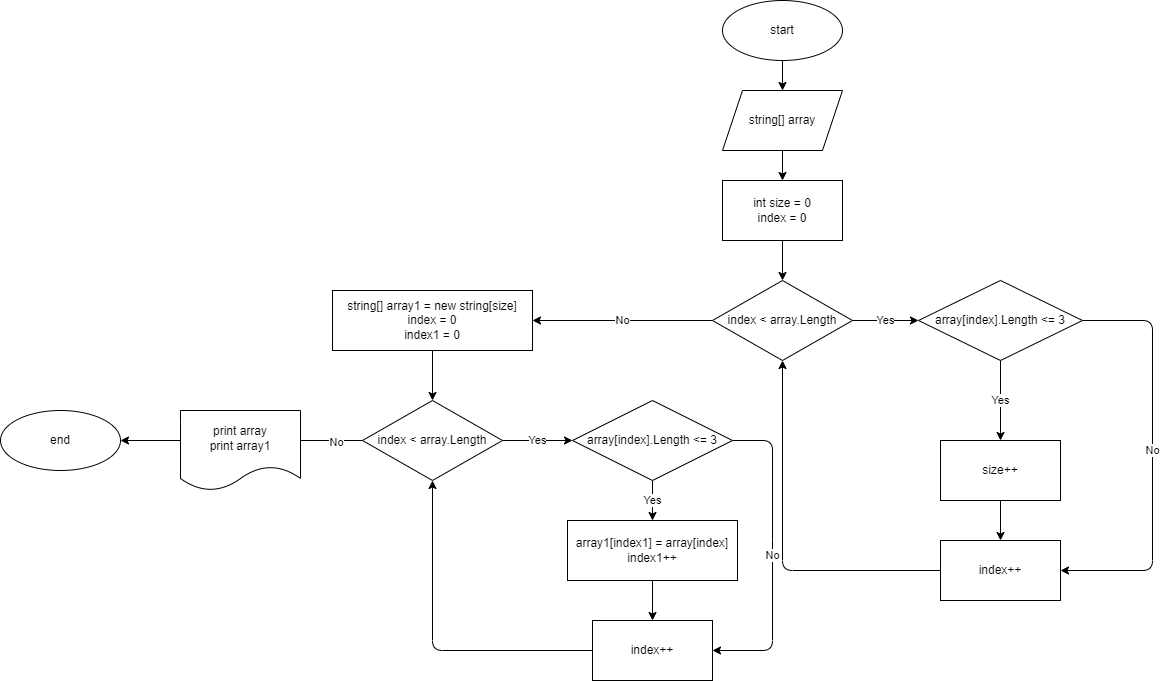 start
string[] array
int size = 0
index = 0
index < array.Length
Yes
array[index].Length <= 3
Yes
No
size++
index++
No
string[] array1 = new string[size]
index = 0
index1 = 0
index < array.Length
Yes
array[index].Length <= 3
Yes
No
array1[index1] = array[index]
index1++
index++
No
print array
print array1
end